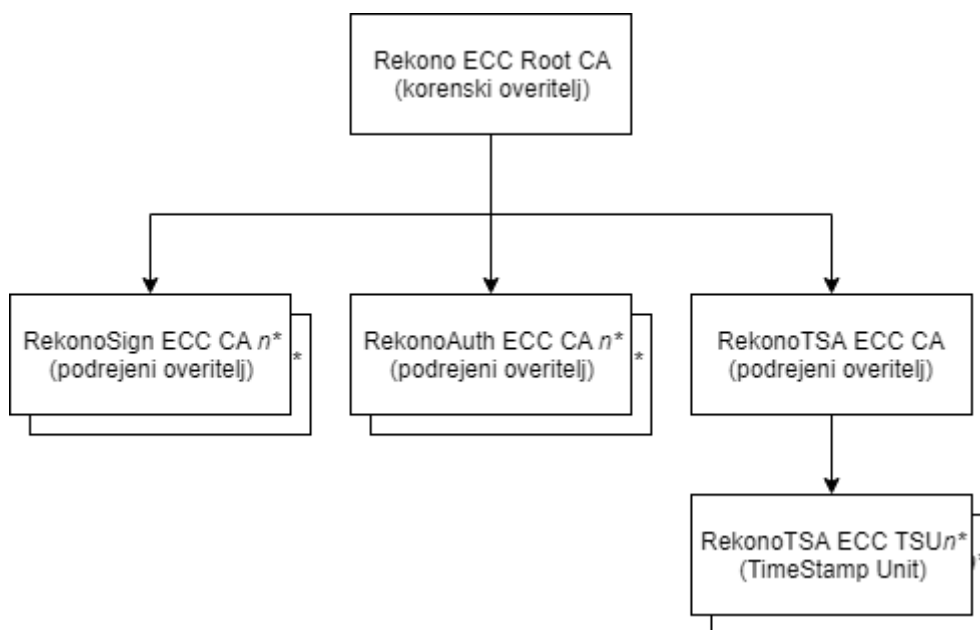 Rekono ECC Root CA
(korenski overitelj)
RekonoSign ECC CA n*
(podrejeni overitelj)
*
RekonoAuth ECC CA n*
(podrejeni overitelj)
*
RekonoTSA ECC CA
(podrejeni overitelj)
RekonoTSA ECC TSUn*
(TimeStamp Unit)